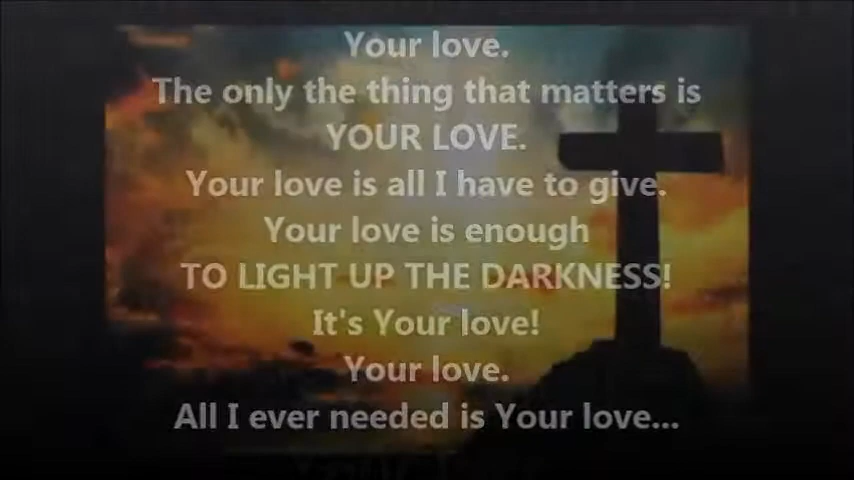 Your love.
The only the thing that matters is
YOUR LOVE.
Your love is all I have to give.
Your love is enough
TO LIGHT UP THE DARKNESS!
It's Your love!
Your love.
All I ever needed is Your love...